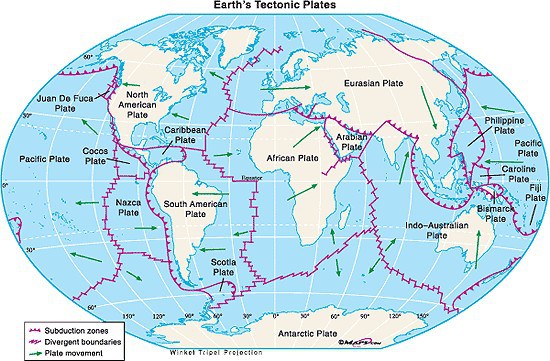 Earth's Tectonic Plates
60°
North
American
Plate
Juan De Fuca
Plate
30°
Eurasian Plate
Philippine
Plate
Pacific
Plate
Caribbean
Plate
Cocos
Plate
Pacific Plate
Arabian
Plate
African Plate
Caroline
Plate
Fiji
Plate
0°
Equator
Nazca
Plate
South American
Plate
Bismarck
Plate
Indo–Australian
Plate
30°
Scotia
Plate
60°
150°
120°
90°
60°
30°
0°
30°
60°
90°
120°
150°
Antarctic Plate
Subduction zones
Divergent boundaries
Plate movement
Winkel Tripel Projection